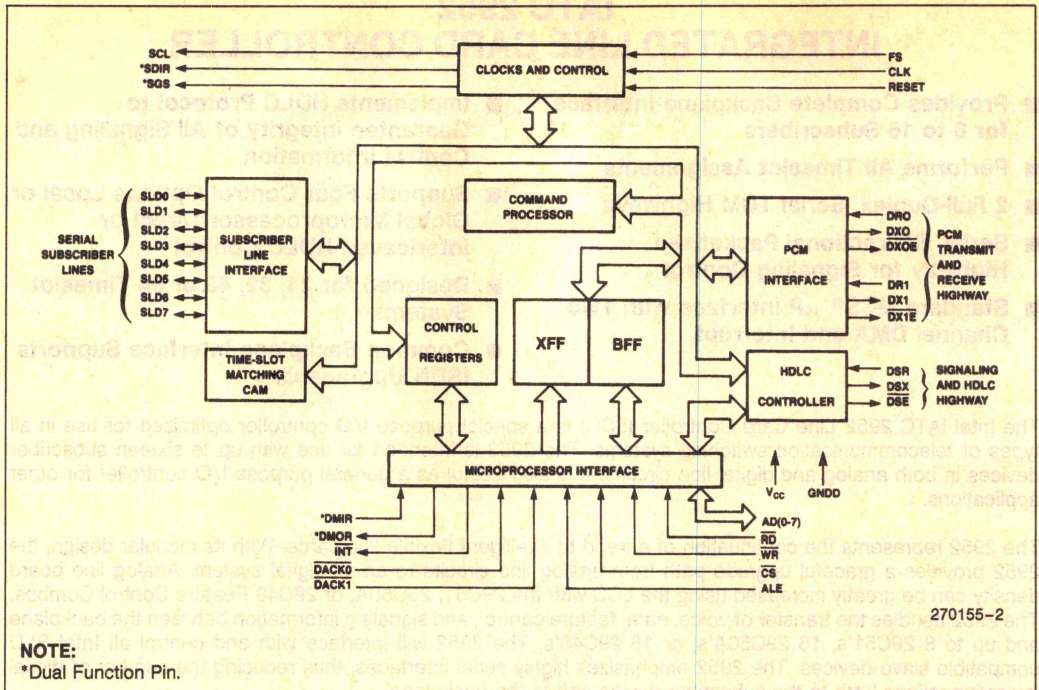 SCL
*SDIR
*SGS
CLOCKS AND CONTROL
FS
CLK
RESET
SERIAL
SUBSCRIBER
LINES
SLD0
SLD1
SLD2
SLD3
SLD4
SLD5
SLD6
SLD7
SUBSCRIBER
LINE
INTERFACE
TIME-SLOT
MATCHING
CAM
COMMAND
PROCESSOR
CONTROL
REGISTERS
XFF
BFF
PCM
INTERFACE
DRO
DXO
DXOE
DR1
DX1
DX1E
PCM
TRANSMIT
AND
RECEIVE
HIGHWAY
HDLC
CONTROLLER
DSR
DSX
DSE
SIGNALING
AND HDLC
HIGHWAY
MICROPROCESSOR INTERFACE
VCC GNDD
*DMIR
*DMOR
INT
DACK0
DACK1
AD(0-7)
RD
WR
CS
ALE
270155-2
NOTE:
*Dual Function Pin.